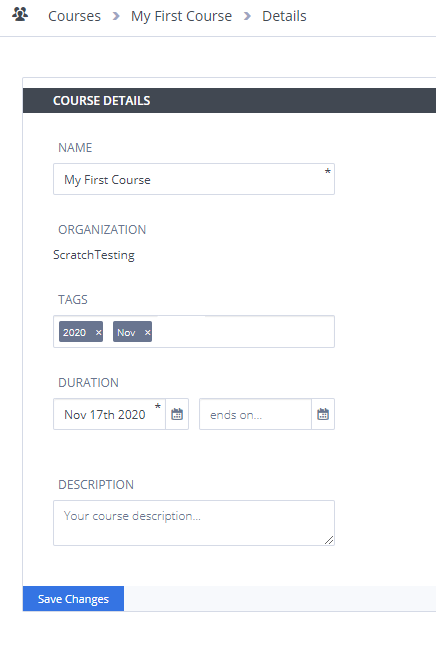 Courses > My First Course > Details
COURSE DETAILS
NAME
My First Course *
ORGANIZATION
ScratchTesting
TAGS
2020 × Nov ×
DURATION
Nov 17th 2020 * ends on...
DESCRIPTION
Your course description...
Save Changes